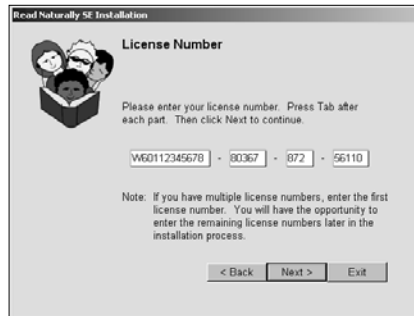 Read Naturally SE Installation
License Number
Please enter your license number. Press Tab after
each part. Then click Next to continue.
W60112345678 - 80367 - 872 - 56110
Note: If you have multiple license numbers, enter the first
license number. You will have the opportunity to
enter the remaining license numbers later in the
installation process.
< Back Next > Exit